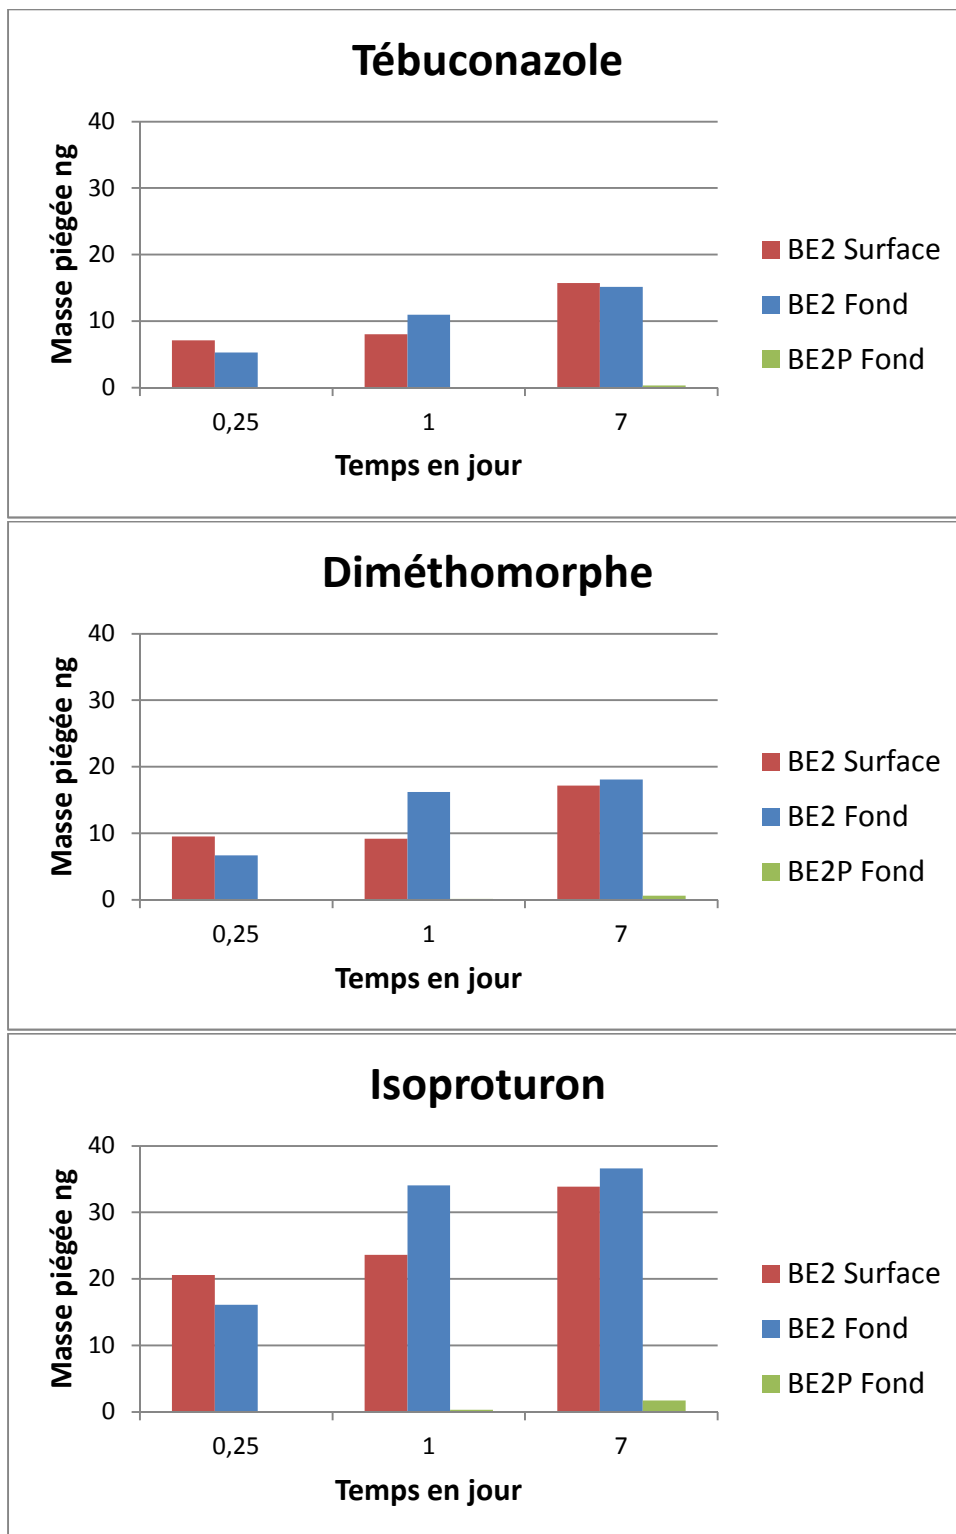 Tébuconazole
Masse piégée ng
40
30
20
10
0
0,25 1 7
Temps en jour
BE2 Surface
BE2 Fond
BE2P Fond
Diméthomorphe
Masse piégée ng
40
30
20
10
0
0,25 1 7
Temps en jour
BE2 Surface
BE2 Fond
BE2P Fond
Isoproturon
Masse piégée ng
40
30
20
10
0
0,25 1 7
Temps en jour
BE2 Surface
BE2 Fond
BE2P Fond